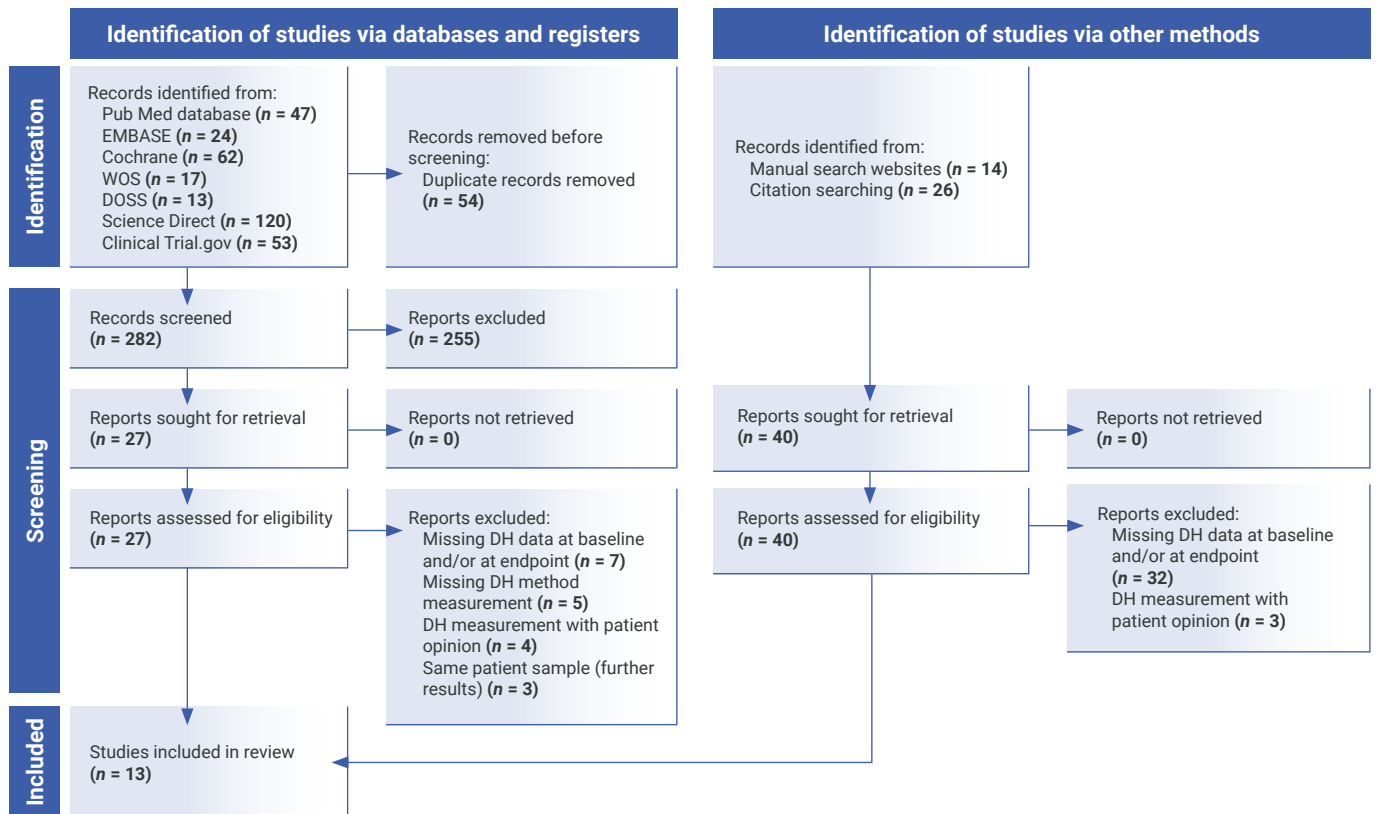 Identification of studies via databases and registers
Identification of studies via other methods
Identification
Records identified from:
Pub Med database (n = 47)
EMBASE (n = 24)
Cochrane (n = 62)
WOS (n = 17)
DOSS (n = 13)
Science Direct (n = 120)
Clinical Trial.gov (n = 53)
Records removed before
screening:
Duplicate records removed
(n = 54)
Records identified from:
Manual search websites (n = 14)
Citation searching (n = 26)
Screening
Records screened
(n = 282)
Reports excluded
(n = 255)
Reports sought for retrieval
(n = 27)
Reports not retrieved
(n = 0)
Reports sought for retrieval
(n = 40)
Reports not retrieved
(n = 0)
Reports assessed for eligibility
(n = 27)
Reports excluded:
Missing DH data at baseline
and/or at endpoint (n = 7)
Missing DH method
measurement (n = 5)
DH measurement with patient
opinion (n = 4)
Same patient sample (further
results) (n = 3)
Reports assessed for eligibility
(n = 40)
Reports excluded:
Missing DH data at baseline
and/or at endpoint
(n = 32)
DH measurement with
patient opinion (n = 3)
Included
Studies included in review
(n = 13)